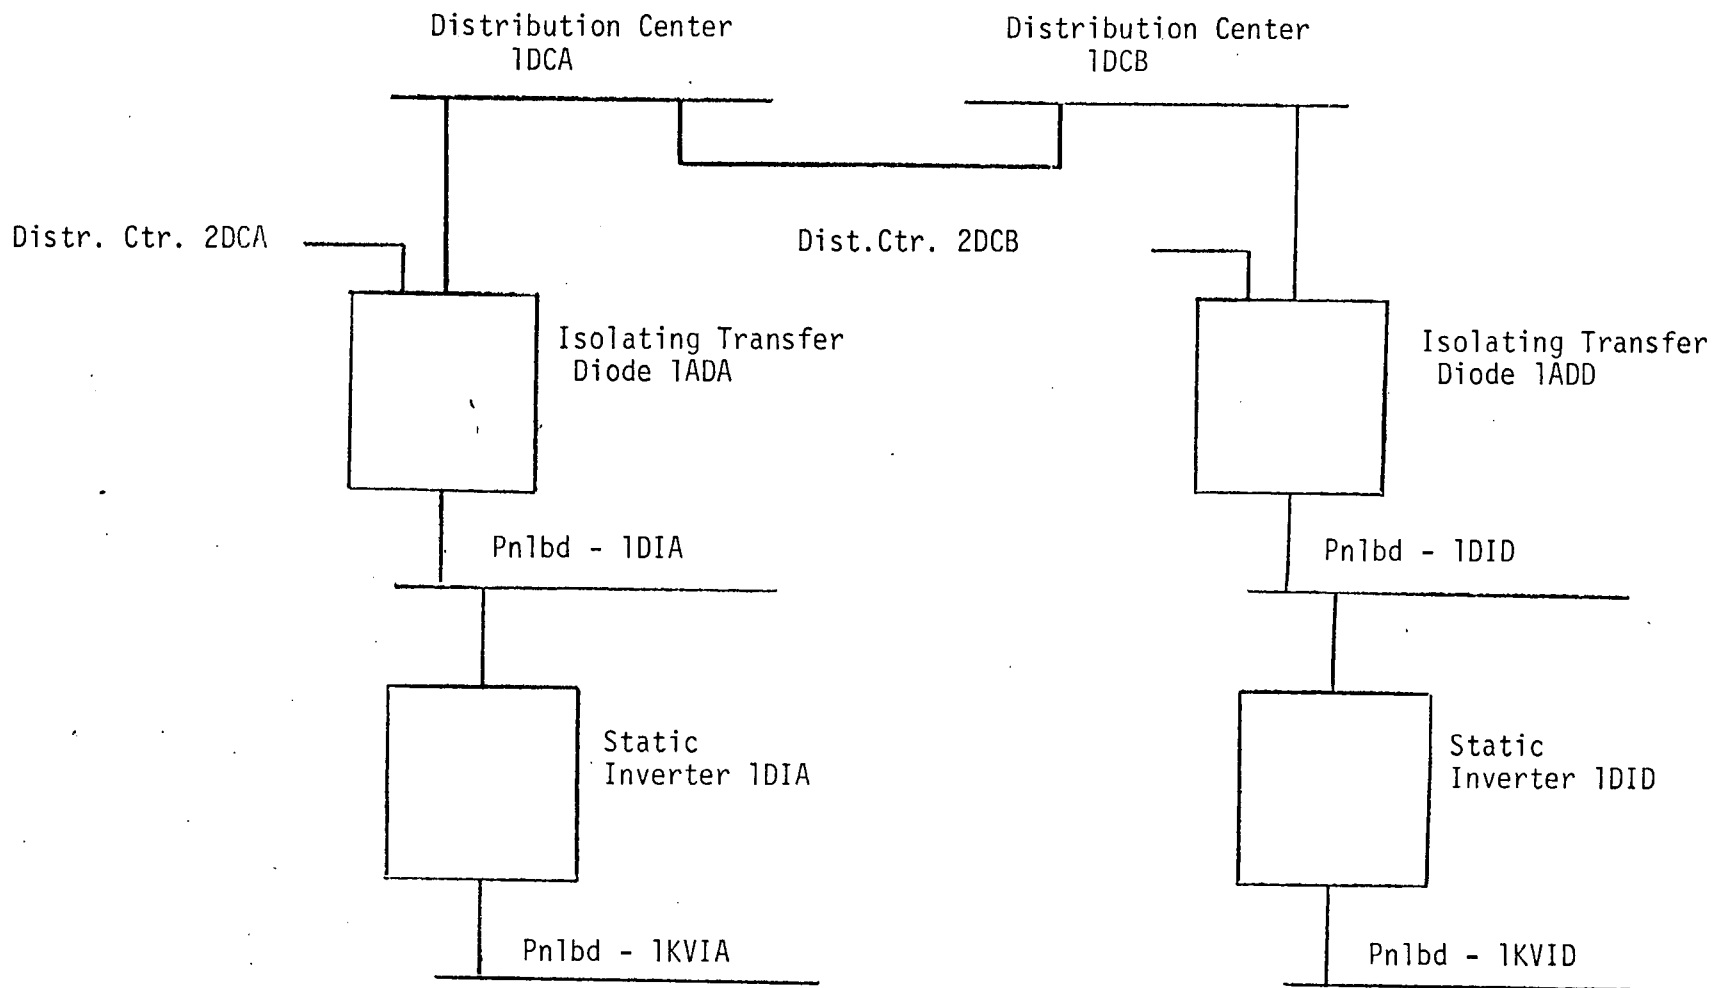 Distribution Center
1DCA
Distribution Center
1DCB
Distr. Ctr. 2DCA
Dist.Ctr. 2DCB
Isolating Transfer
Diode 1ADA
Isolating Transfer
Diode 1ADD
Pnlbd - 1DIA
Pnlbd - 1DID
Static
Inverter 1DIA
Static
Inverter 1DID
Pnlbd - 1KVIA
Pnlbd - 1KVID